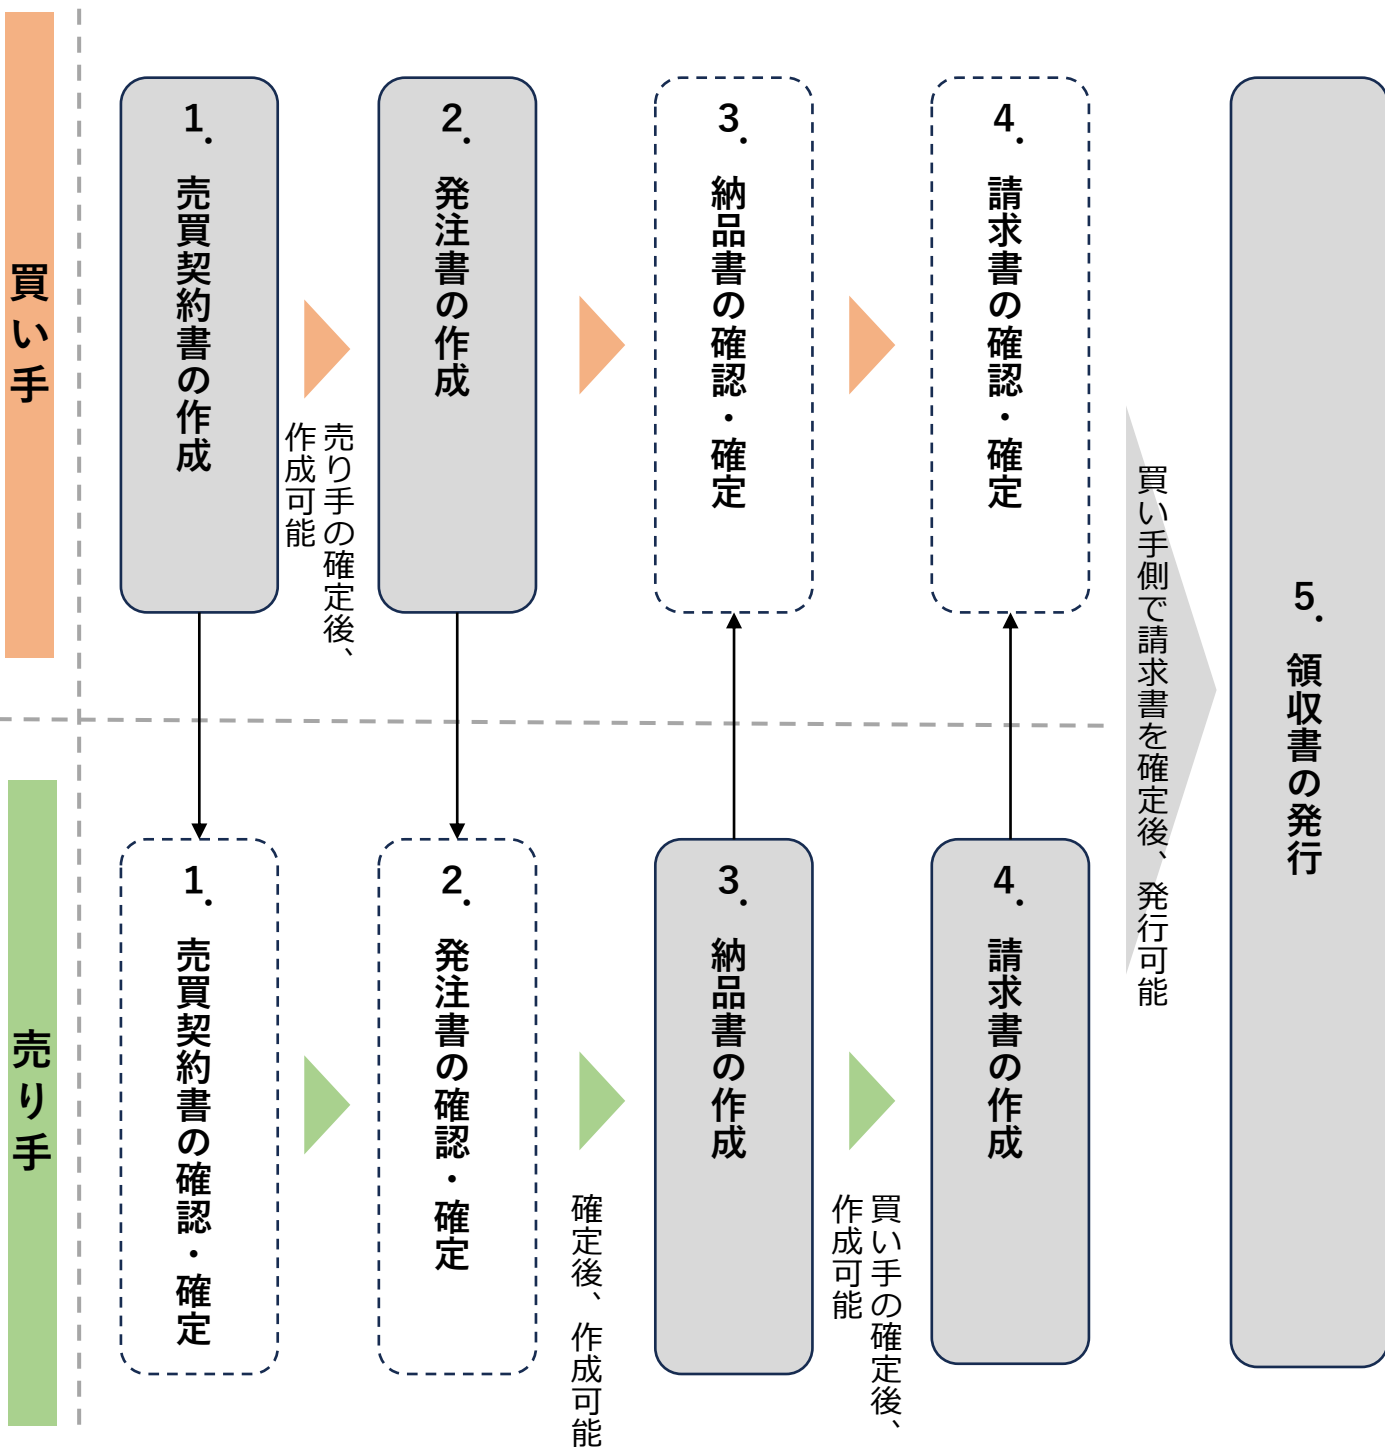 買い手
1. 売買契約書の作成
売り手の確定後、
作成可能
2. 発注書の作成
3. 納品書の確認・確定
4. 請求書の確認・確定
買い手側で請求書を確定後、発行可能
5. 領収書の発行
売り手
1. 売買契約書の確認・確定
2. 発注書の確認・確定
確定後、作成可能
3. 納品書の作成
買い手の確定後、
作成可能
4. 請求書の作成